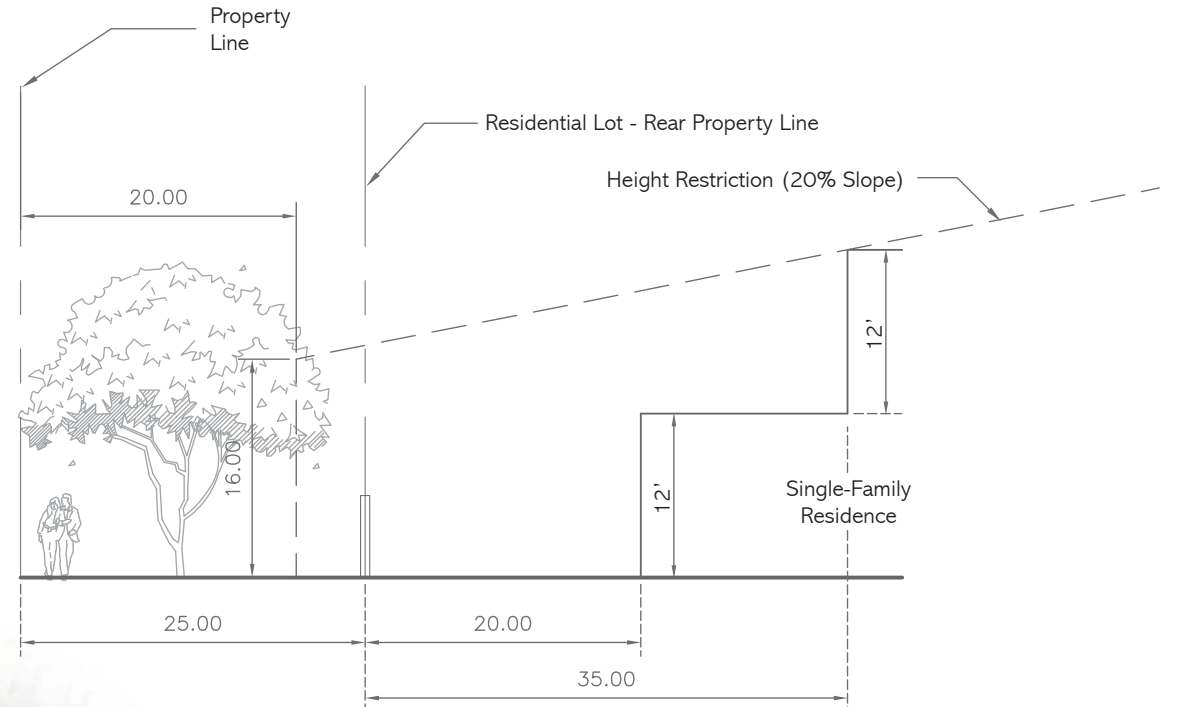 Property
Line
Residential Lot - Rear Property Line
Height Restriction (20% Slope)
20.00
12'
16.00
12'
Single-Family
Residence
25.00
20.00
35.00